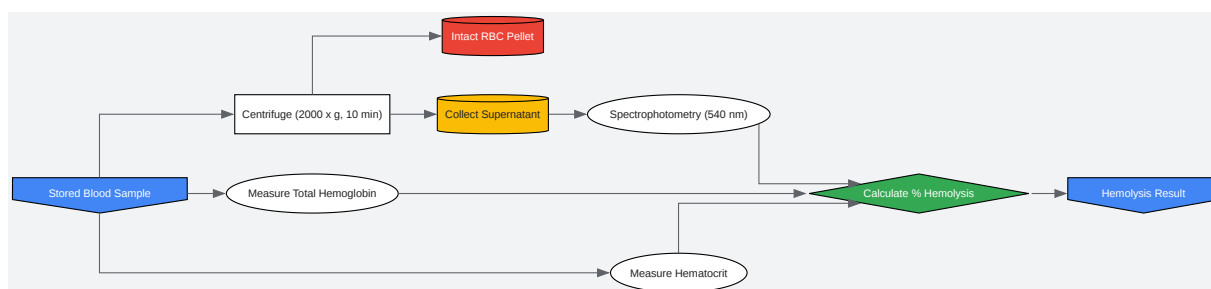 Intact RBC Pellet
Centrifuge (2000 x g, 10 min)
Collect Supernatant
Spectrophotometry (540 nm)
Stored Blood Sample
Measure Total Hemoglobin
Calculate % Hemolysis
Hemolysis Result
Measure Hematocrit